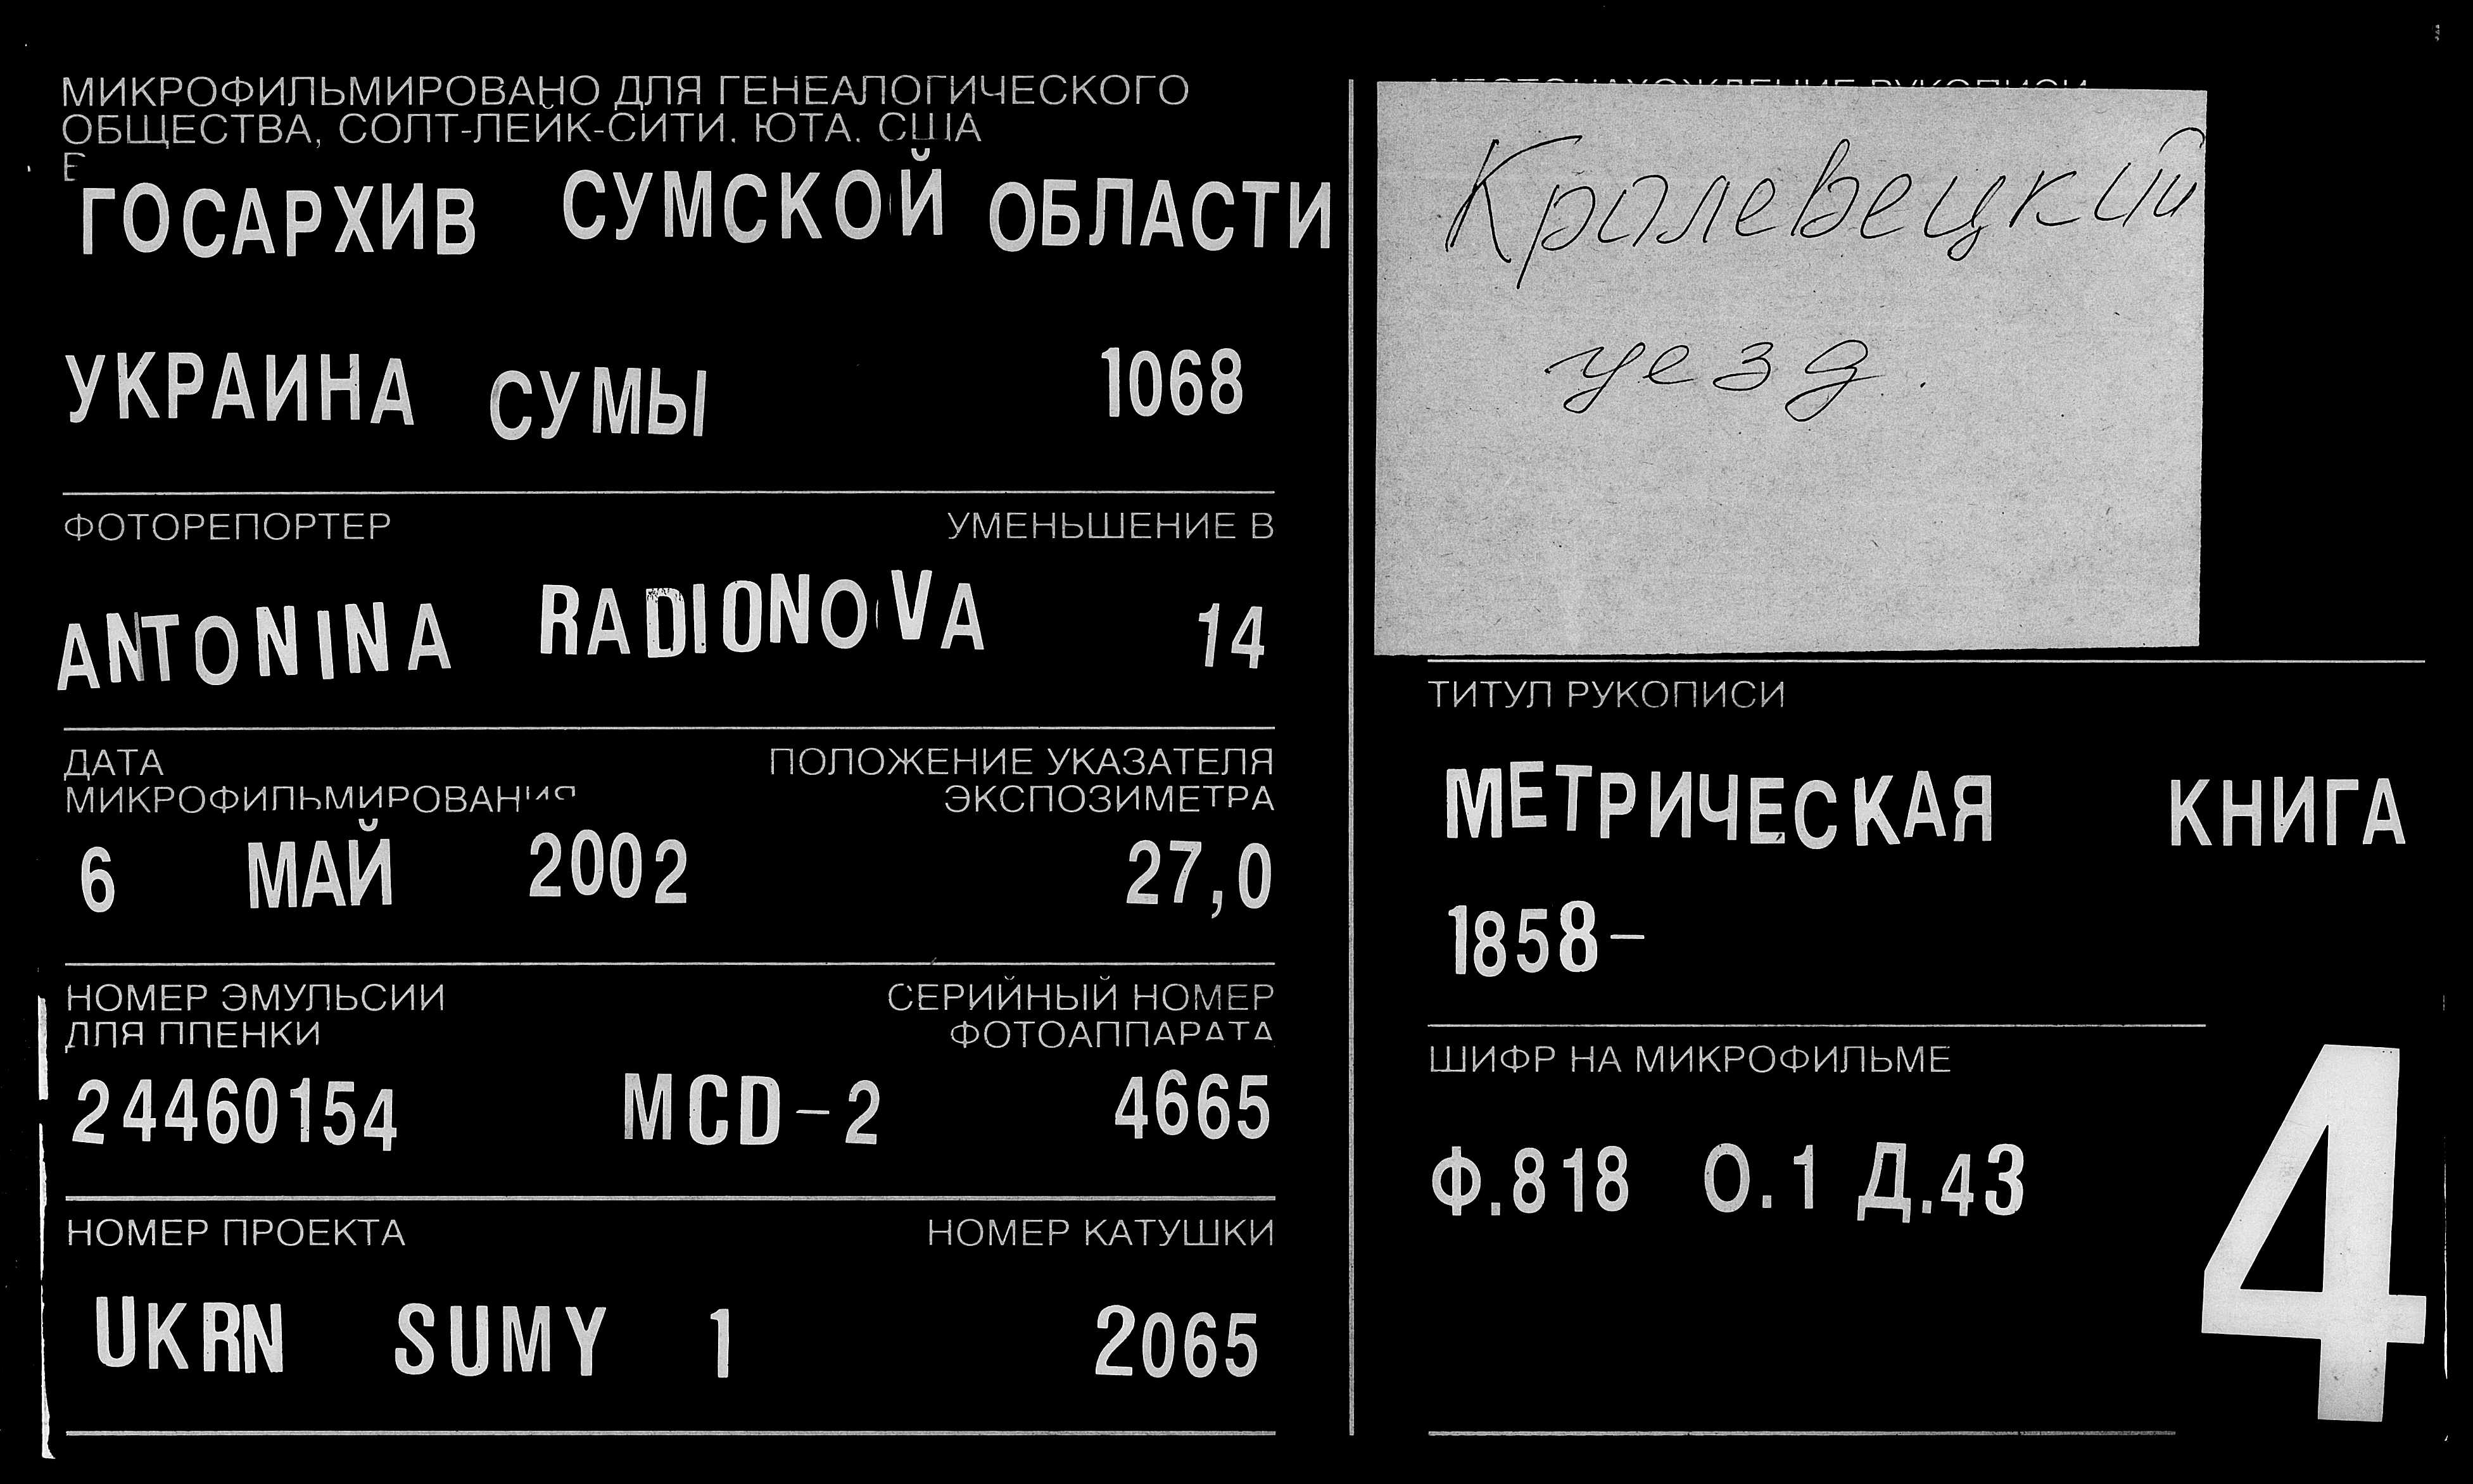 МИКРОФИЛЬМИРОВАНО ДЛЯ ГЕНЕАЛОГИЧЕСКОГО
ОБЩЕСТВА, СОЛТ-ЛЕЙК-СИТИ. ЮТА. США
В
ГОСАРХИВ СУМСКОЙ ОБЛАСТИ
УКРАИНА СУМЫ 1068
ФОТОРЕПОРТЕР УМЕНЬШЕНИЕ В
ANTONINA RADIONOVA 14
ДАТА ПОЛОЖЕНИЕ УКАЗАТЕЛЯ
МИКРОФИЛЬМИРОВАНИЯ ЭКСПОЗИМЕТРА
6 МАЙ 2002 27,0
НОМЕР ЭМУЛЬСИИ СЕРИЙНЫЙ НОМЕР
ДЛЯ ПЛЕНКИ ФОТОАППАРАТА
24460154 MCD-2 4665
НОМЕР ПРОЕКТА НОМЕР КАТУШКИ
UKRN SUMY 1 2065
МЕСТОНАХОЖДЕНИЕ РУКОПИСИ
Кролевецкий
уезд.
ТИТУЛ РУКОПИСИ
МЕТРИЧЕСКАЯ КНИГА
1858-
ШИФР НА МИКРОФИЛЬМЕ
Ф.818 О.1 Д.43
4